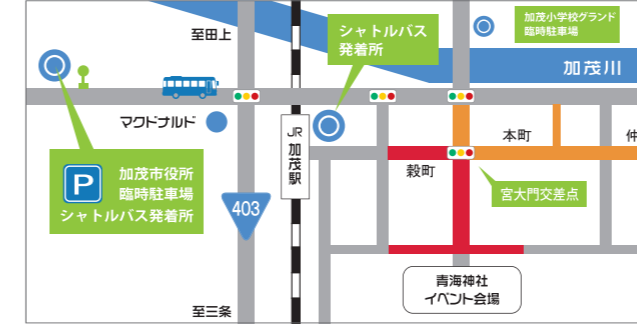 至田上
シャトルバス
発着所
加茂小学校グランド
臨時駐車場
加茂川
マクドナルド
JR
加茂駅
本町
仲
穀町
P
加茂市役所
臨時駐車場
シャトルバス発着所
403
宮大門交差点
青海神社
イベント会場
至三条